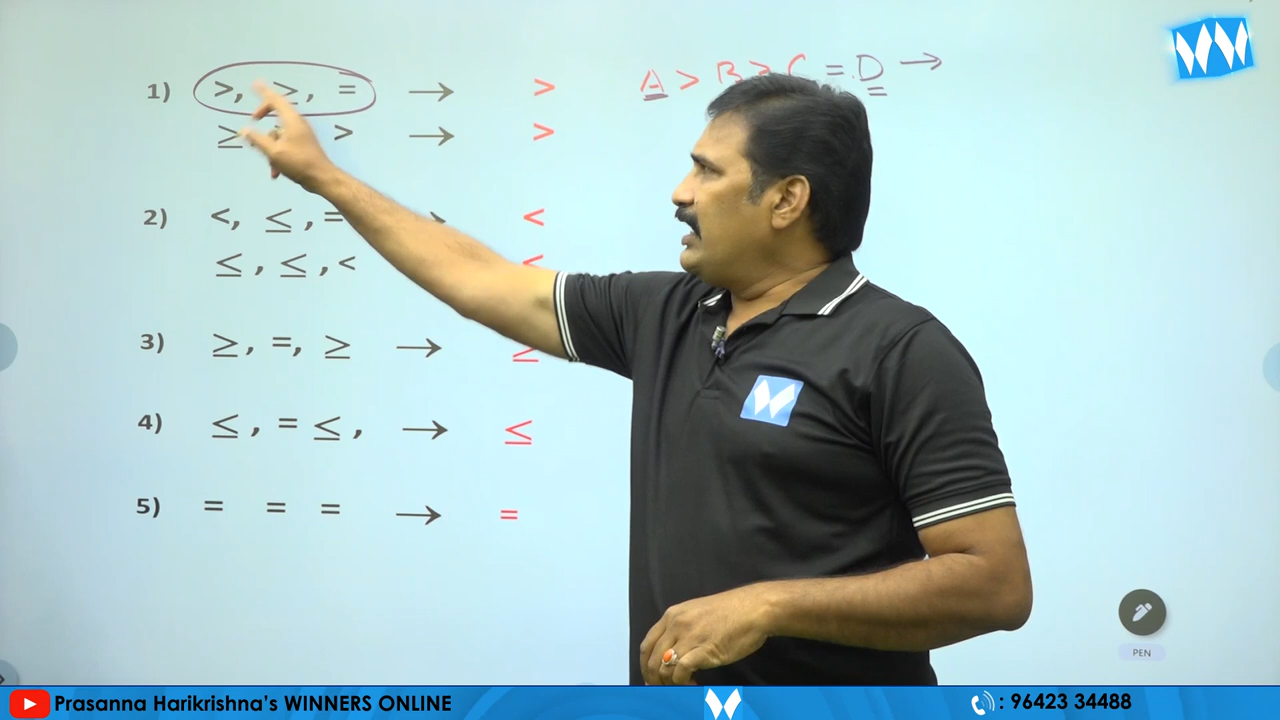 1) >, ≥, = → > A > B ≥ C = D →
≥ > → >
2) <, ≤, = <
≤, ≤, <
3) ≥, =, ≥ → ≥
4) ≤, = ≤, → ≤
5) = = = → =
PEN
Prasanna Harikrishna's WINNERS ONLINE : 96423 34488